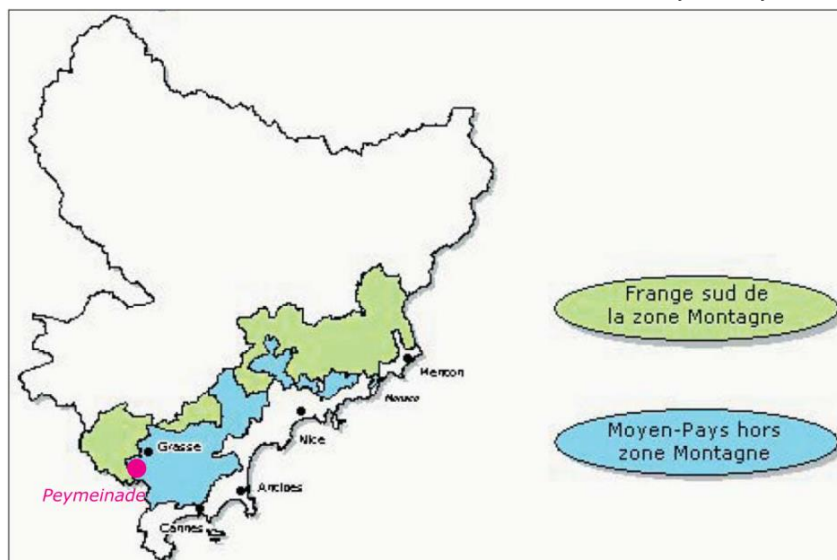 Frange sud de
la zone Montagne
Menton
Monaco
Nice
Moyen-Pays hors
zone Montagne
Grasse
Peymeinade
Antibes
Cannes